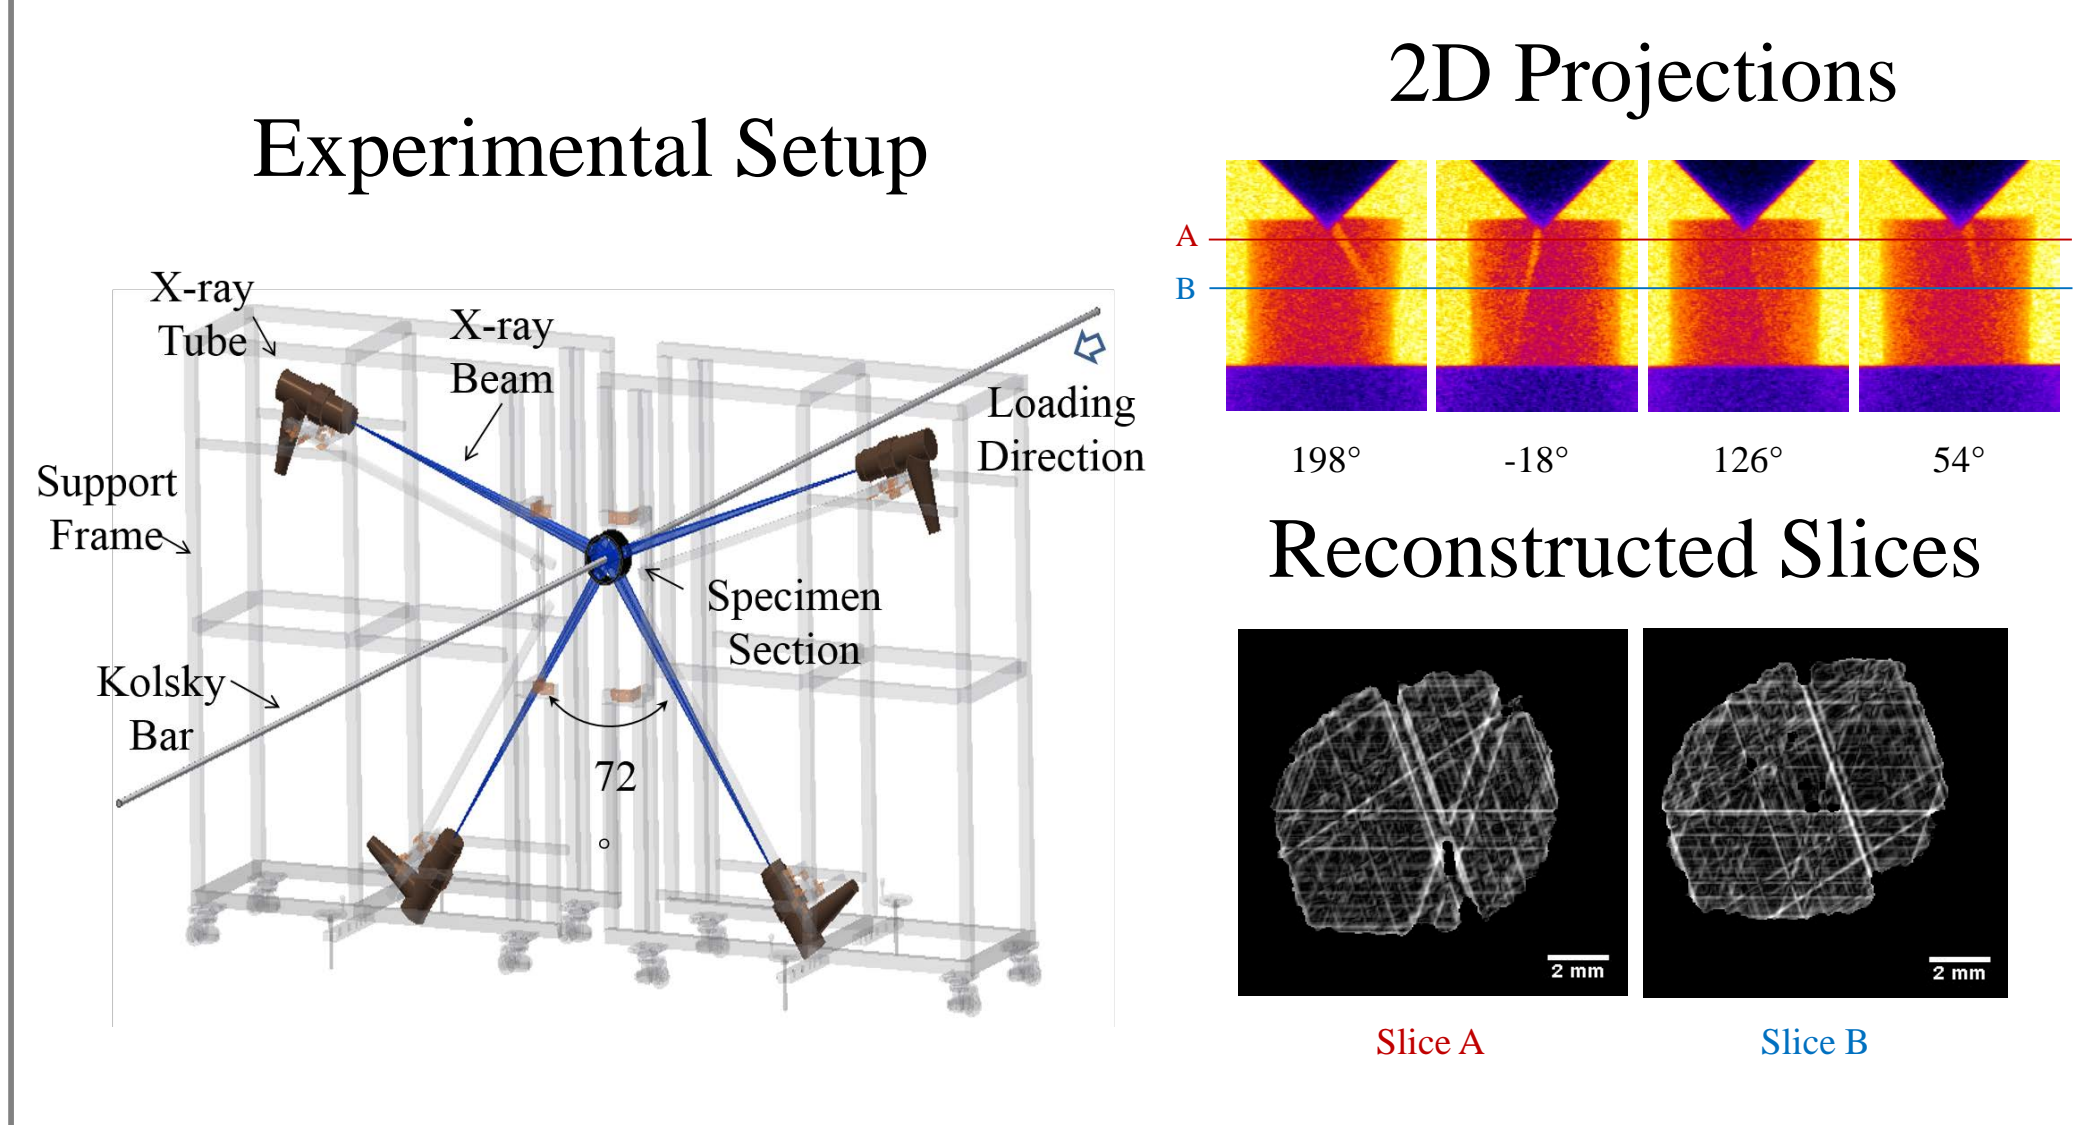 Experimental Setup
X-ray
Tube
X-ray
Beam
Loading
Direction
Support
Frame
Specimen
Section
Kolsky
Bar
72
°
2D Projections
A
B
198°
-18°
126°
54°
Reconstructed Slices
2 mm
2 mm
Slice A
Slice B